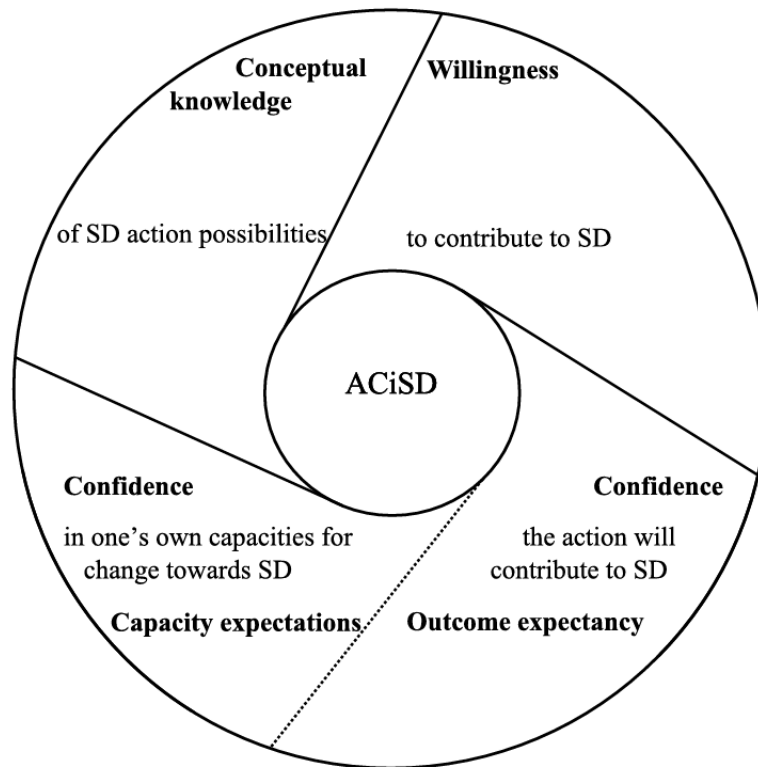 Conceptual
knowledge
of SD action possibilities
Willingness
to contribute to SD
ACiSD
Confidence
in one's own capacities for
change towards SD
Capacity expectations
Confidence
the action will
contribute to SD
Outcome expectancy